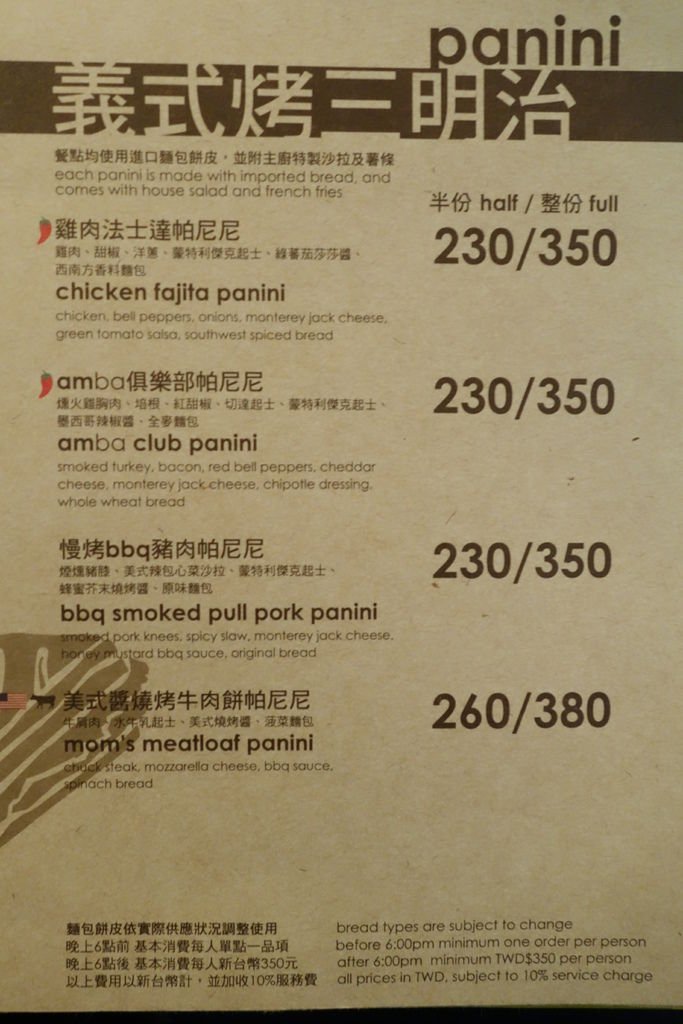 panini
義式烤三明治
餐點均使用進口麵包餅皮，並附主廚特製沙拉及薯條
each panini is made with imported bread, and
comes with house salad and french fries
半份 half / 整份 full
雞肉法士達帕尼尼
230/350
雞肉、甜椒、洋蔥、蒙特利傑克起士、綠蕃茄莎莎醬、
西南方香料麵包
chicken fajita panini
chicken, bell peppers, onions, monterey jack cheese,
green tomato salsa, southwest spiced bread
amba俱樂部帕尼尼
230/350
燻火雞胸肉、培根、紅甜椒、切達起士、蒙特利傑克起士、
墨西哥辣椒醬、全麥麵包
amba club panini
smoked turkey, bacon, red bell peppers, cheddar
cheese, monterey jack cheese, chipotle dressing,
whole wheat bread
慢烤bbq豬肉帕尼尼
230/350
煙燻豬膝、美式辣包心菜沙拉、蒙特利傑克起士、
蜂蜜芥末燒烤醬、原味麵包
bbq smoked pull pork panini
smoked pork knees, spicy slaw, monterey jack cheese,
honey mustard bbq sauce, original bread
美式醬燒烤牛肉餅帕尼尼
260/380
牛肩肉、水牛乳起士、美式燒烤醬、菠菜麵包
mom's meatloaf panini
chuck steak, mozzarella cheese, bbq sauce,
spinach bread
麵包餅皮依實際供應狀況調整使用
晚上6點前 基本消費每人單點一品項
晚上6點後 基本消費每人新台幣350元
以上費用以新台幣計，並加收10%服務費
bread types are subject to change
before 6:00pm minimum one order per person
after 6:00pm minimum TWD$350 per person
all prices in TWD, subject to 10% service charge